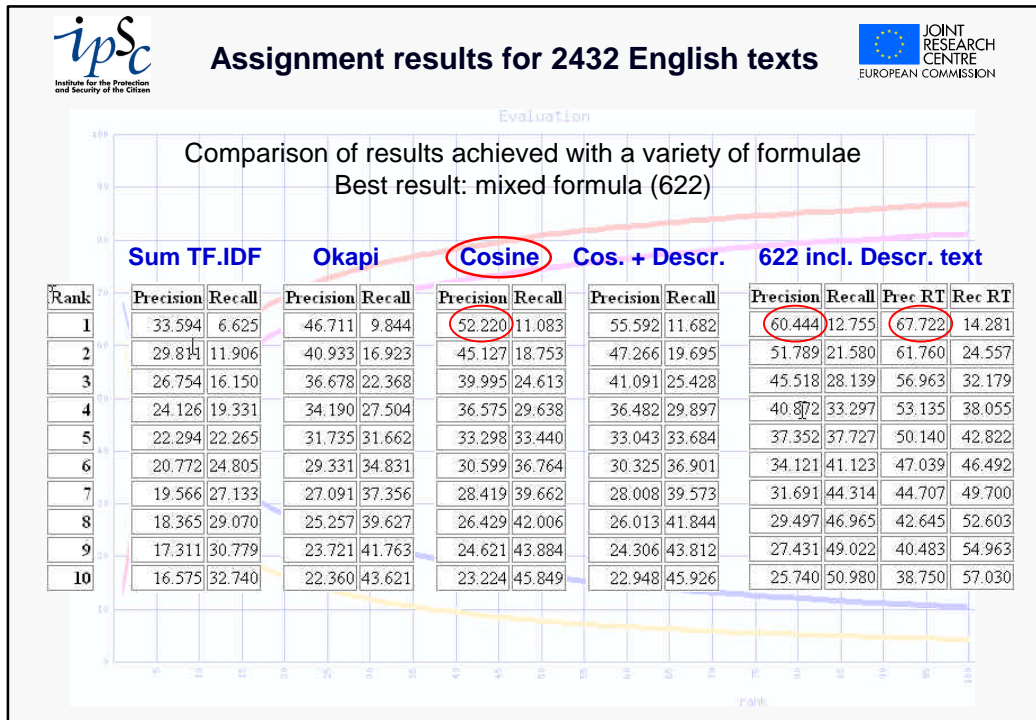 ipsc
Institute for the Protection
and Security of the Citizen
Assignment results for 2432 English texts
JOINT
RESEARCH
CENTRE
EUROPEAN COMMISSION
Evaluation
Comparison of results achieved with a variety of formulae
Best result: mixed formula (622)
Sum TF.IDF Okapi Cosine Cos. + Descr. 622 incl. Descr. text
Rank Precision Recall Precision Recall Precision Recall Precision Recall Precision Recall Prec RT Rec RT
1 33.594 6.625 46.711 9.844 52.220 11.083 55.592 11.682 60.444 12.755 67.722 14.281
2 29.811 11.906 40.933 16.923 45.127 18.753 47.266 19.695 51.789 21.580 61.760 24.557
3 26.754 16.150 36.678 22.368 39.995 24.613 41.091 25.428 45.518 28.139 56.963 32.179
4 24.126 19.331 34.190 27.504 36.575 29.638 36.482 29.897 40.872 33.297 53.135 38.055
5 22.294 22.265 31.735 31.662 33.298 33.440 33.043 33.684 37.352 37.727 50.140 42.822
6 20.772 24.805 29.331 34.831 30.599 36.764 30.325 36.901 34.121 41.123 47.039 46.492
7 19.566 27.133 27.091 37.356 28.419 39.662 28.008 39.573 31.691 44.314 44.707 49.700
8 18.365 29.070 25.257 39.627 26.429 42.006 26.013 41.844 29.497 46.965 42.645 52.603
9 17.311 30.779 23.721 41.763 24.621 43.884 24.306 43.812 27.431 49.022 40.483 54.963
10 16.575 32.740 22.360 43.621 23.224 45.849 22.948 45.926 25.740 50.980 38.750 57.030
rank